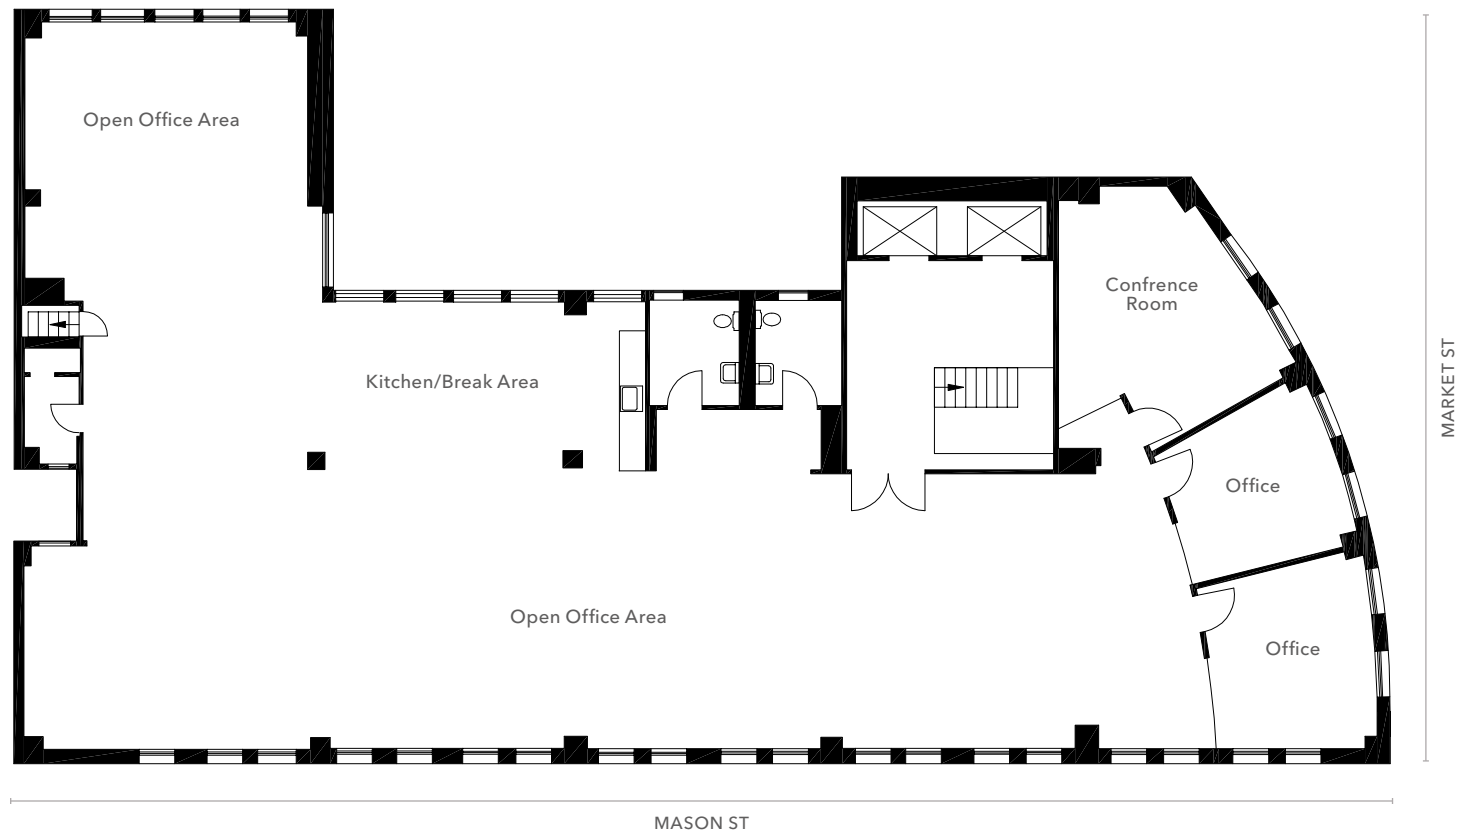 Open Office Area
Confrence
Room
Kitchen/Break Area
Office
Open Office Area
Office
MARKET ST
MASON ST